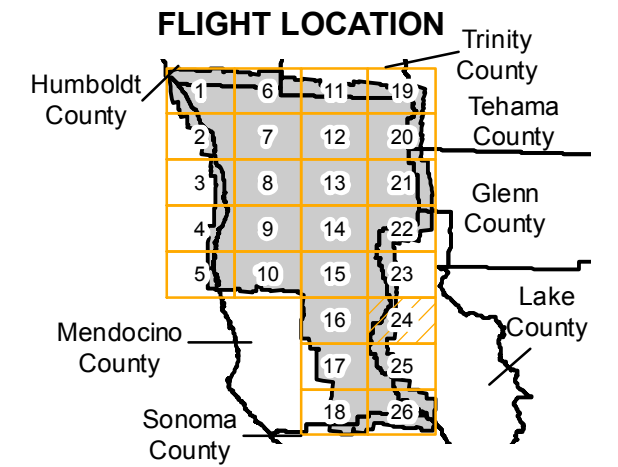 FLIGHT LOCATION
Trinity
County
Humboldt
County
1 6 11 19
Tehama
County
2 7 12 20
3 8 13 21
Glenn
County
4 9 14 22
5 10 15 23
Lake
County
16 24
Mendocino
County
17 25
18 26
Sonoma
County